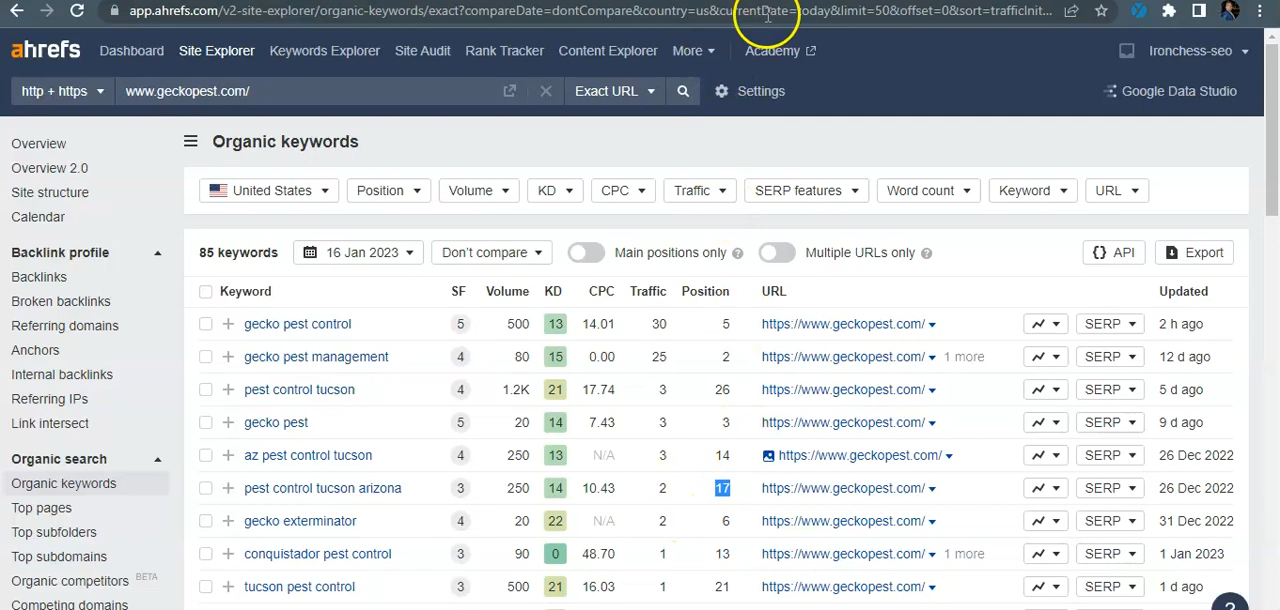 app.ahrefs.com/v2-site-explorer/organic-keywords/exact?compareDate=dontCompare&country=us&currentDate=today&limit=50&offset=0&sort=trafficInit...
ahrefs Dashboard Site Explorer Keywords Explorer Site Audit Rank Tracker Content Explorer More Academy Ironchess-seo
http + https www.geckopest.com/ Exact URL Settings Google Data Studio
Overview
Overview 2.0
Site structure
Calendar
Backlink profile
Backlinks
Broken backlinks
Referring domains
Anchors
Internal backlinks
Referring IPs
Link intersect
Organic search
Organic keywords
Top pages
Top subfolders
Top subdomains
Organic competitors BETA
Competing domains
Organic keywords
United States Position Volume KD CPC Traffic SERP features Word count Keyword URL
85 keywords 16 Jan 2023 Don't compare Main positions only ? Multiple URLs only ? {} API Export
Keyword SF Volume KD CPC Traffic Position URL Updated
gecko pest control 5 500 13 14.01 30 5 https://www.geckopest.com/ SERP 2 h ago
gecko pest management 4 80 15 0.00 25 2 https://www.geckopest.com/ 1 more SERP 12 d ago
pest control tucson 4 1.2K 21 17.74 3 26 https://www.geckopest.com/ SERP 5 d ago
gecko pest 5 20 14 7.43 3 3 https://www.geckopest.com/ SERP 9 d ago
az pest control tucson 4 250 13 N/A 3 14 https://www.geckopest.com/ SERP 26 Dec 2022
pest control tucson arizona 3 250 14 10.43 2 17 https://www.geckopest.com/ SERP 26 Dec 2022
gecko exterminator 4 20 22 N/A 2 6 https://www.geckopest.com/ SERP 31 Dec 2022
conquistador pest control 3 90 0 48.70 1 13 https://www.geckopest.com/ 1 more SERP 1 Jan 2023
tucson pest control 3 500 21 16.03 1 21 https://www.geckopest.com/ SERP 1 d ago
?